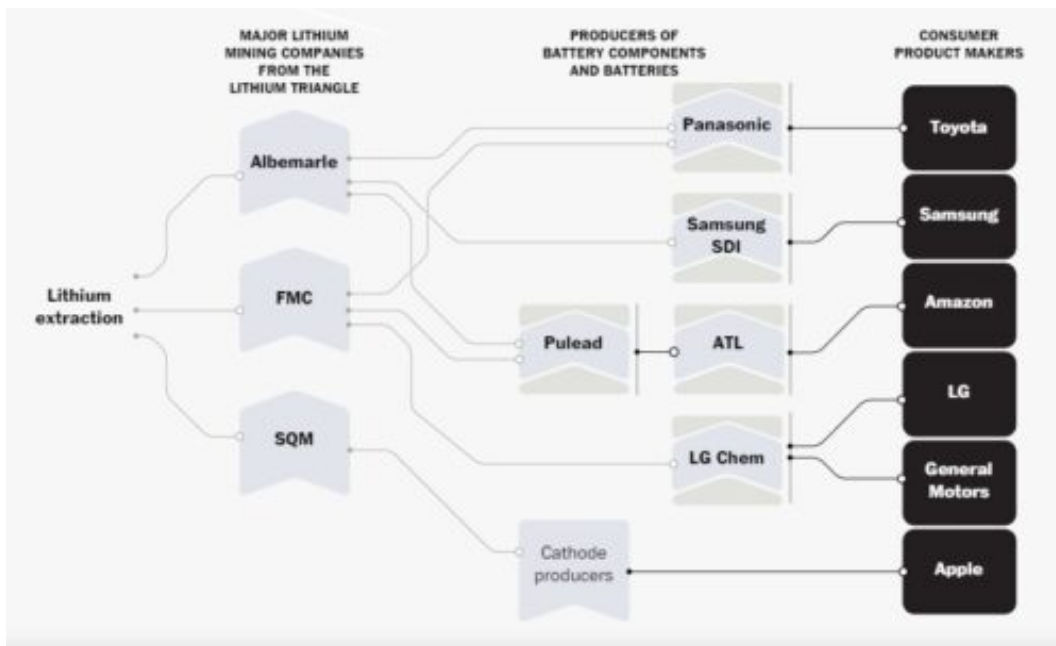 MAJOR LITHIUM
MINING COMPANIES
FROM THE
LITHIUM TRIANGLE
PRODUCERS OF
BATTERY COMPONENTS
AND BATTERIES
CONSUMER
PRODUCT MAKERS
Lithium
extraction
Albemarle
FMC
SQM
Pulead
Cathode
producers
Panasonic
Samsung
SDI
ATL
LG Chem
Toyota
Samsung
Amazon
LG
General
Motors
Apple